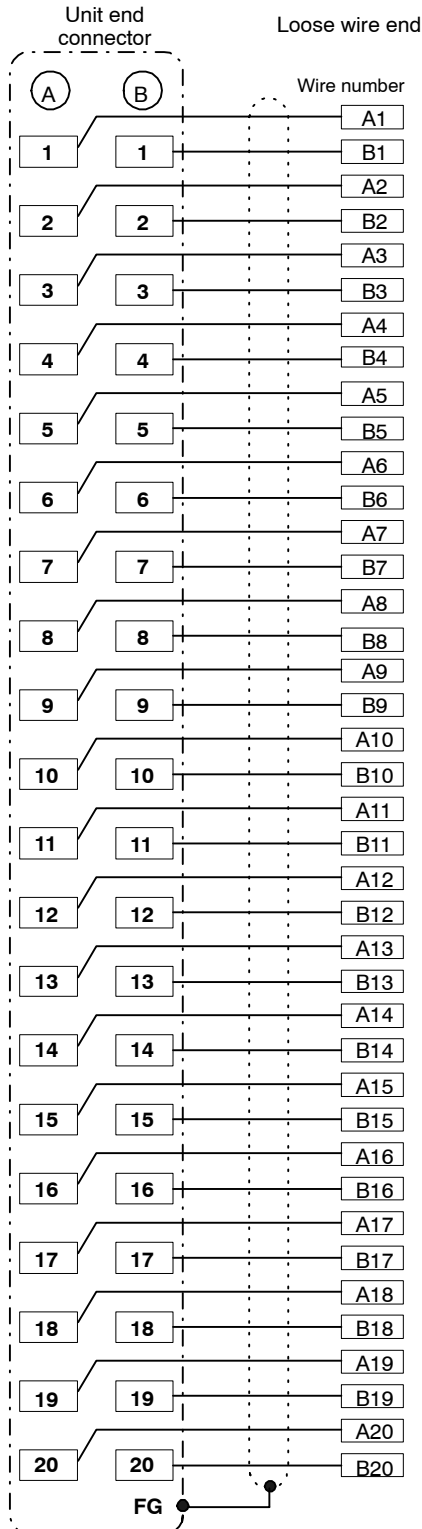 Unit end
connector
Loose wire end
A B
Wire number
A1
1 1 B1
A2
2 2 B2
A3
3 3 B3
A4
4 4 B4
A5
5 5 B5
A6
6 6 B6
A7
7 7 B7
A8
8 8 B8
A9
9 9 B9
A10
10 10 B10
A11
11 11 B11
A12
12 12 B12
A13
13 13 B13
A14
14 14 B14
A15
15 15 B15
A16
16 16 B16
A17
17 17 B17
A18
18 18 B18
A19
19 19 B19
A20
20 20 B20
FG